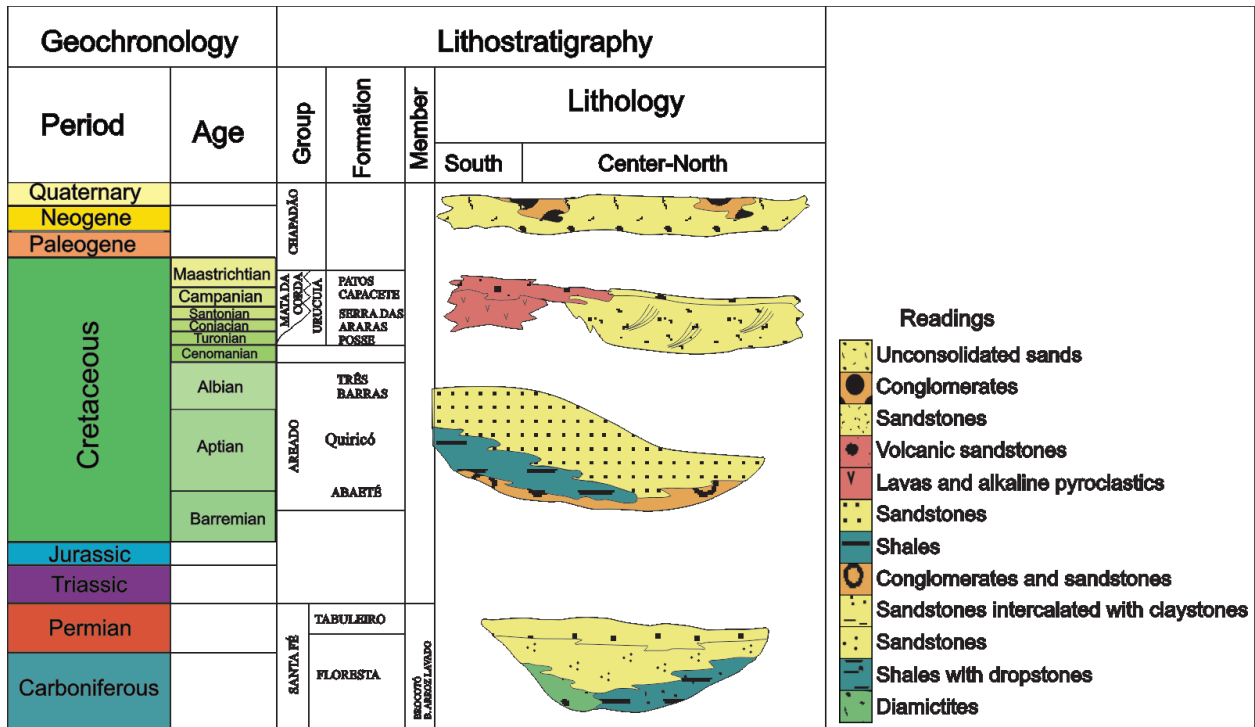 Geochronology
Lithostratigraphy
Period
Age
Group
Formation
Member
Lithology
South
Center-North
Quaternary
Neogene
Paleogene
CHAPADÃO
Cretaceous
Maastrichtian
Campanian
Santonian
Coniacian
Turonian
Cenomanian
Albian
Aptian
Barremian
MATA DA
CORDA
URUCUIA
PATOS
CAPACETE
SERRA DAS
ARARAS
POSSE
AREADO
TRÊS
BARRAS
Quiricó
ABAETÉ
Jurassic
Triassic
Permian
Carboniferous
SANTA FÉ
TABULEIRO
FLORESTA
BROCOTÓ
B. ARROZ LAVADO
Readings
Unconsolidated sands
Conglomerates
Sandstones
Volcanic sandstones
Lavas and alkaline pyroclastics
Sandstones
Shales
Conglomerates and sandstones
Sandstones intercalated with claystones
Sandstones
Shales with dropstones
Diamictites